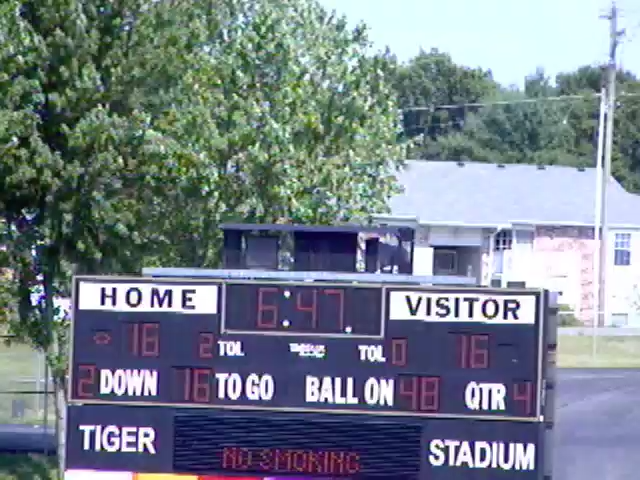 HOME 6:47 VISITOR
16 2 TOL TOL 0 16
2 DOWN 16 TO GO BALL ON 48 QTR 4
TIGER NO SMOKING STADIUM